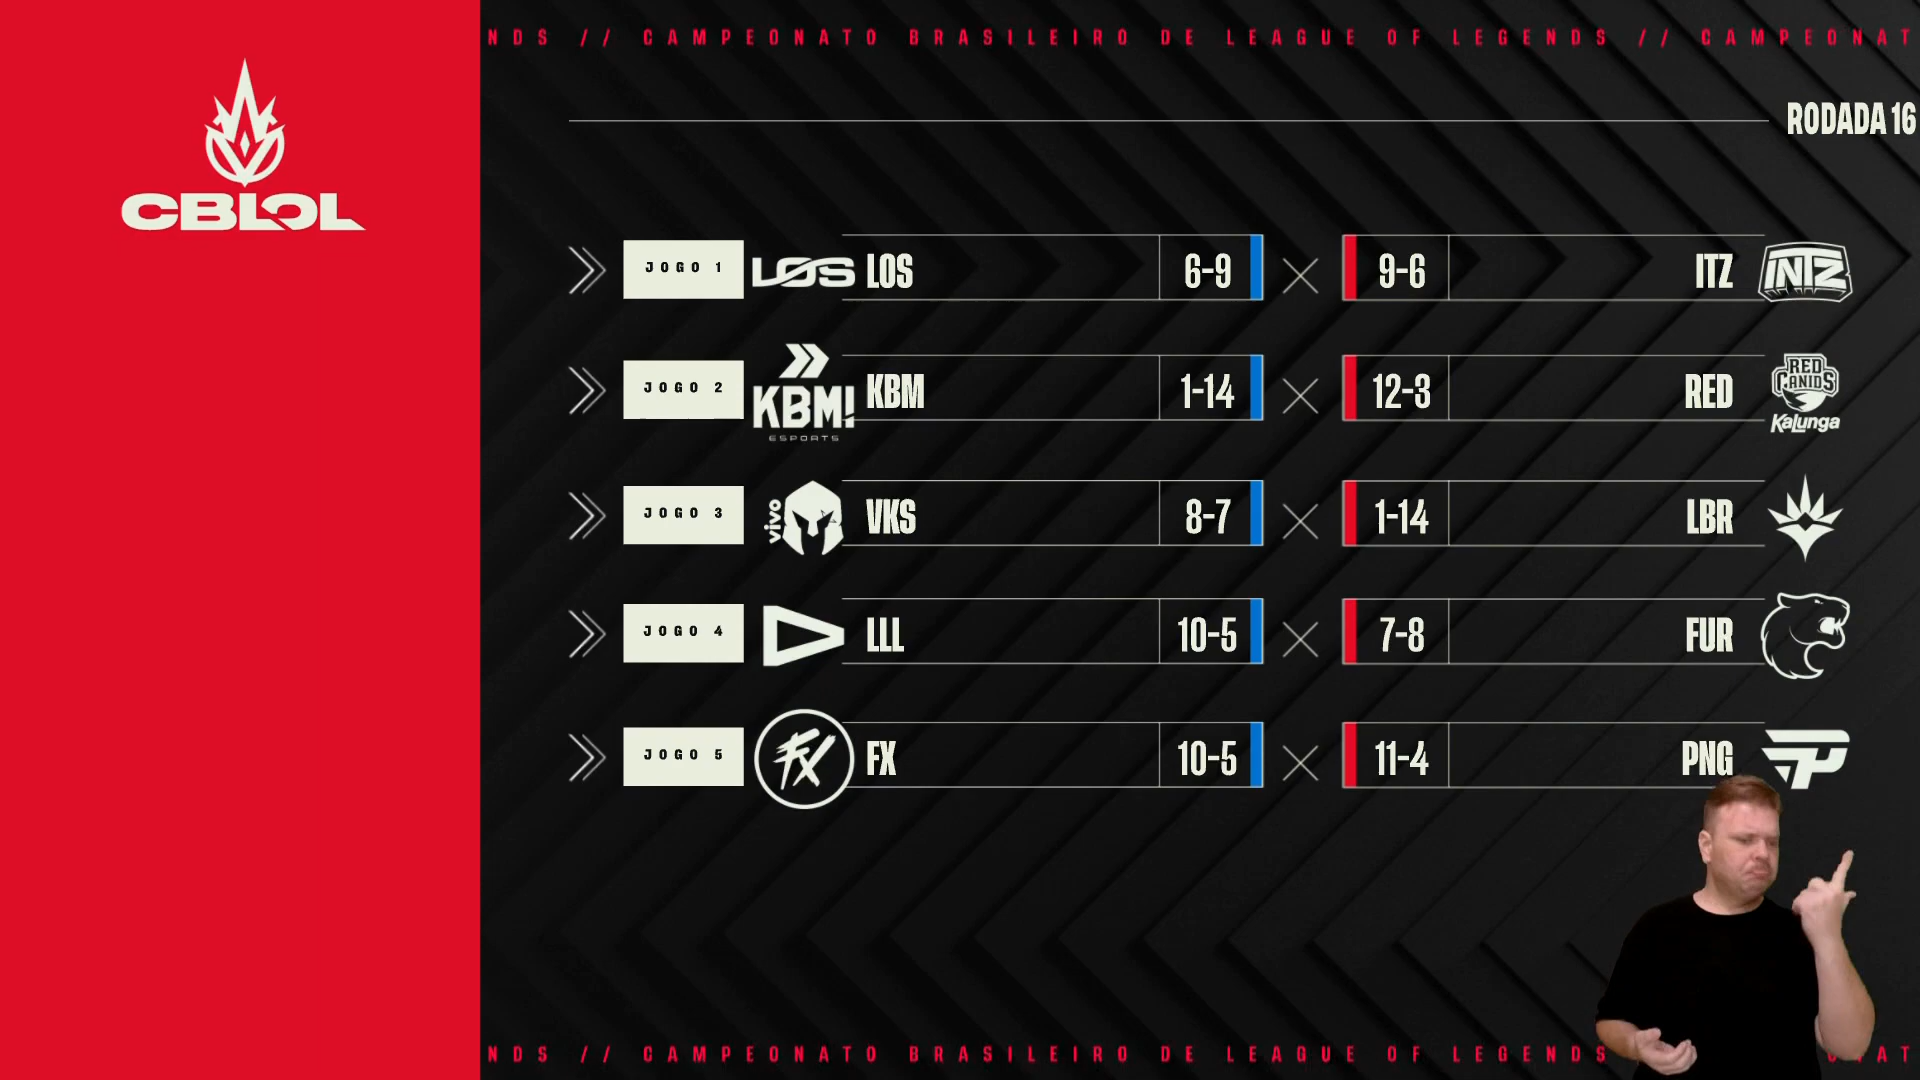 NDS // CAMPEONATO BRASILEIRO DE LEAGUE OF LEGENDS // CAMPEONAT
CBLOL
RODADA 16
JOGO 1 LOS LOS 6-9 9-6 ITZ INTZ
JOGO 2 KBM! ESPORTS KBM 1-14 12-3 RED RED CANIDS Kalunga
JOGO 3 vivo VKS 8-7 1-14 LBR
JOGO 4 LLL 10-5 7-8 FUR
JOGO 5 FX FX 10-5 11-4 PNG
NDS // CAMPEONATO BRASILEIRO DE LEAGUE OF LEGENDS